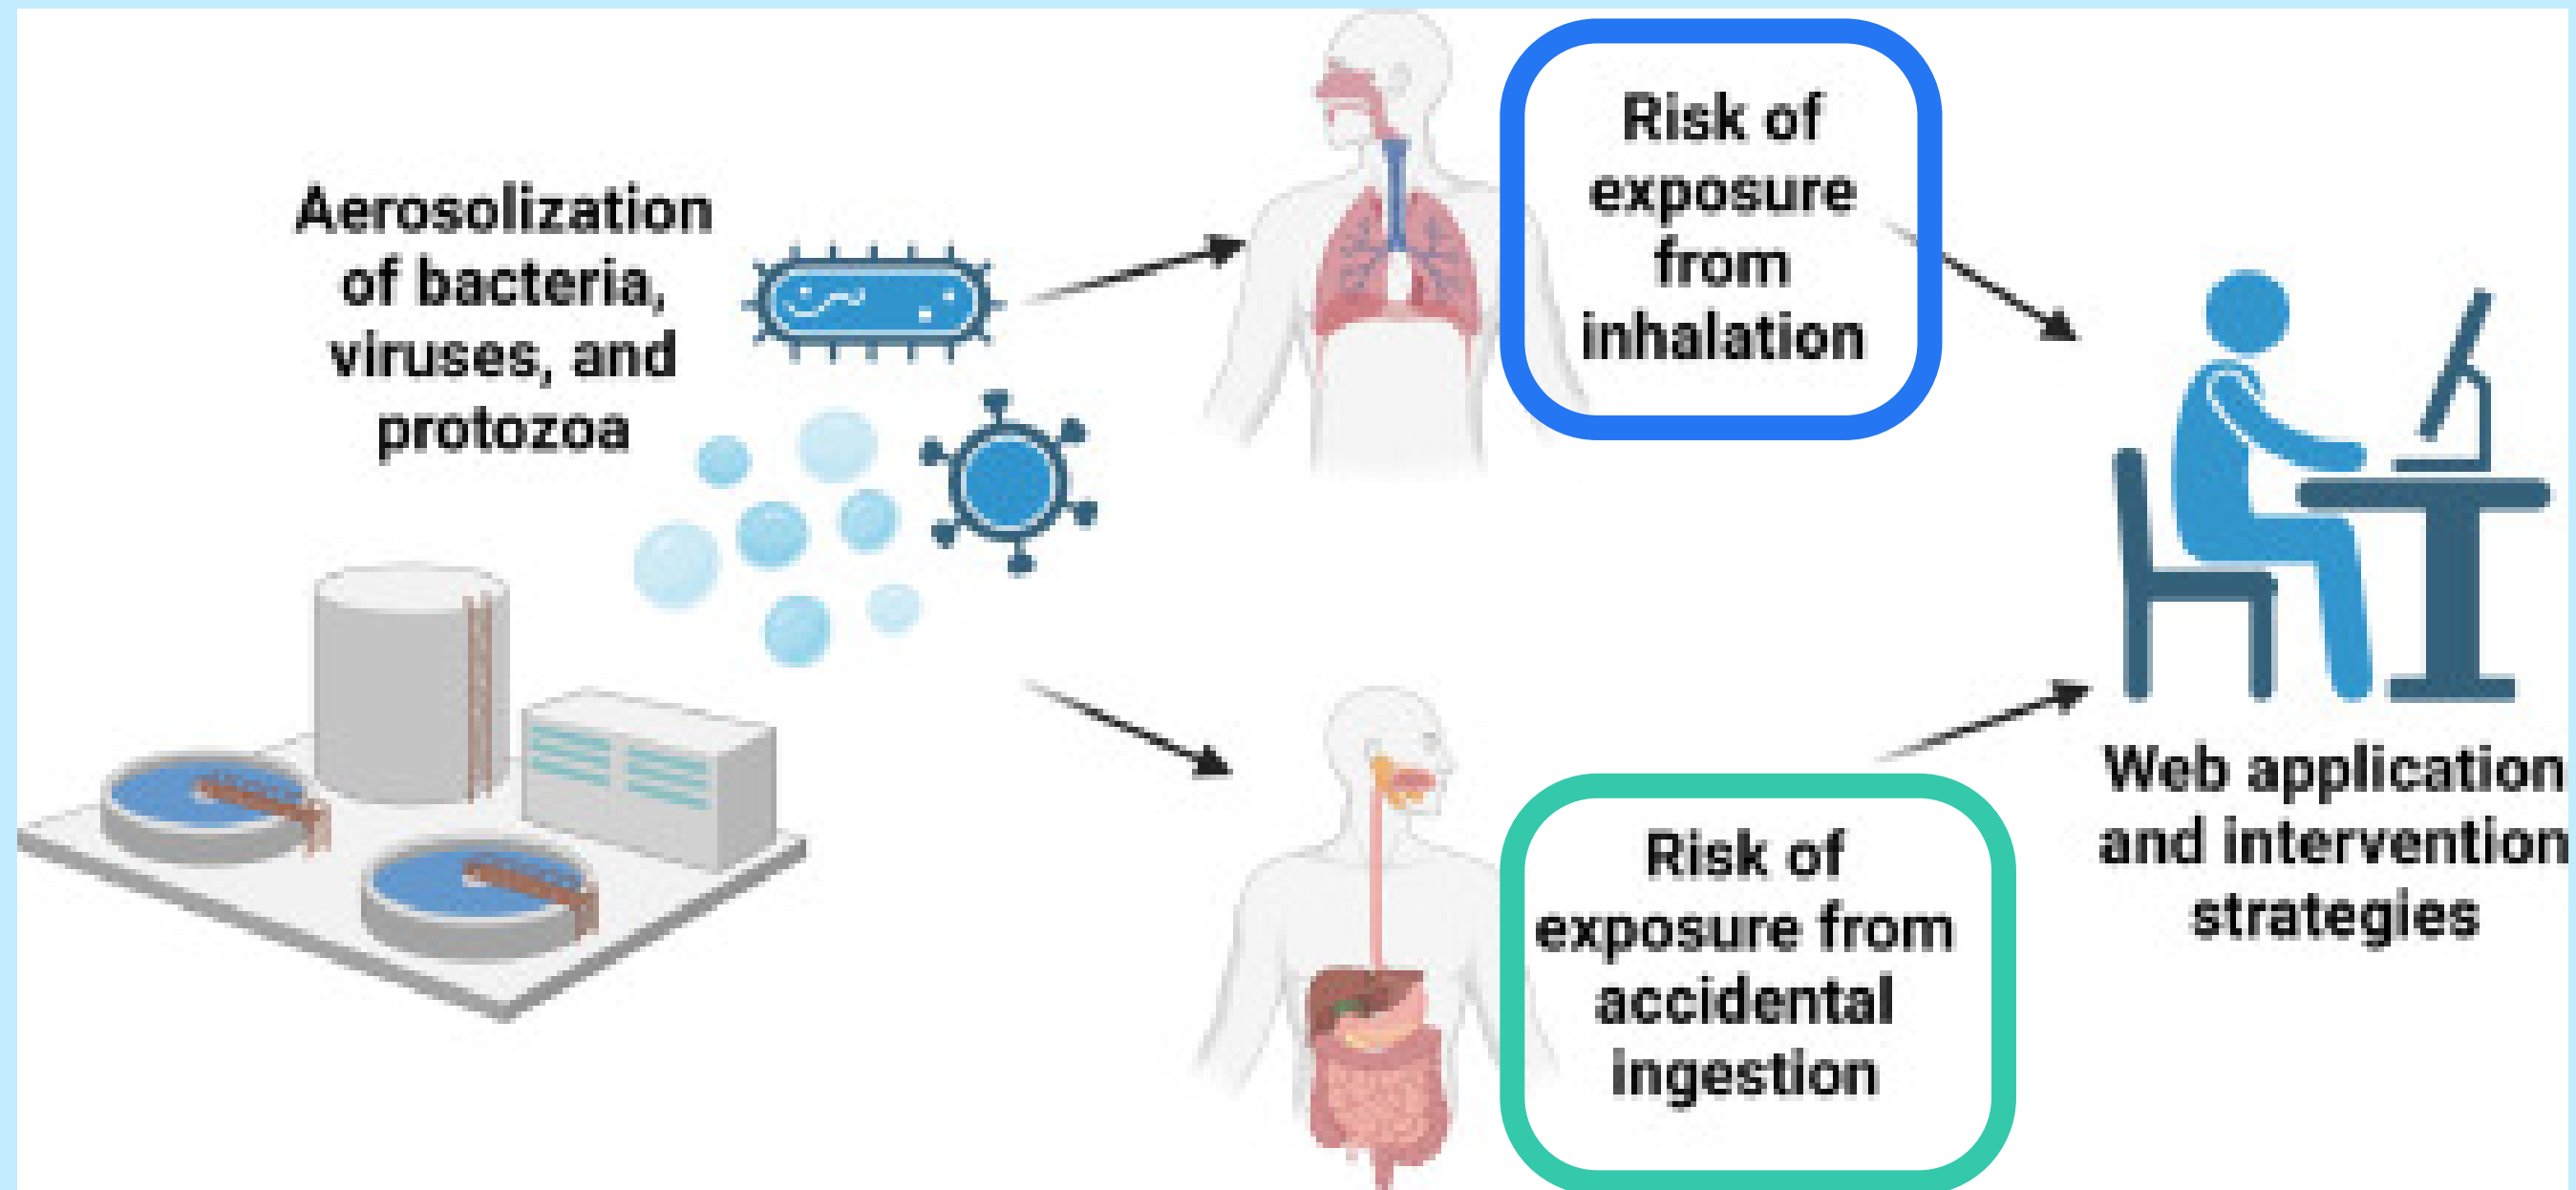 Aerosolization
of bacteria,
viruses, and
protozoa
Risk of
exposure
from
inhalation
Risk of
exposure from
accidental
ingestion
Web application
and intervention
strategies